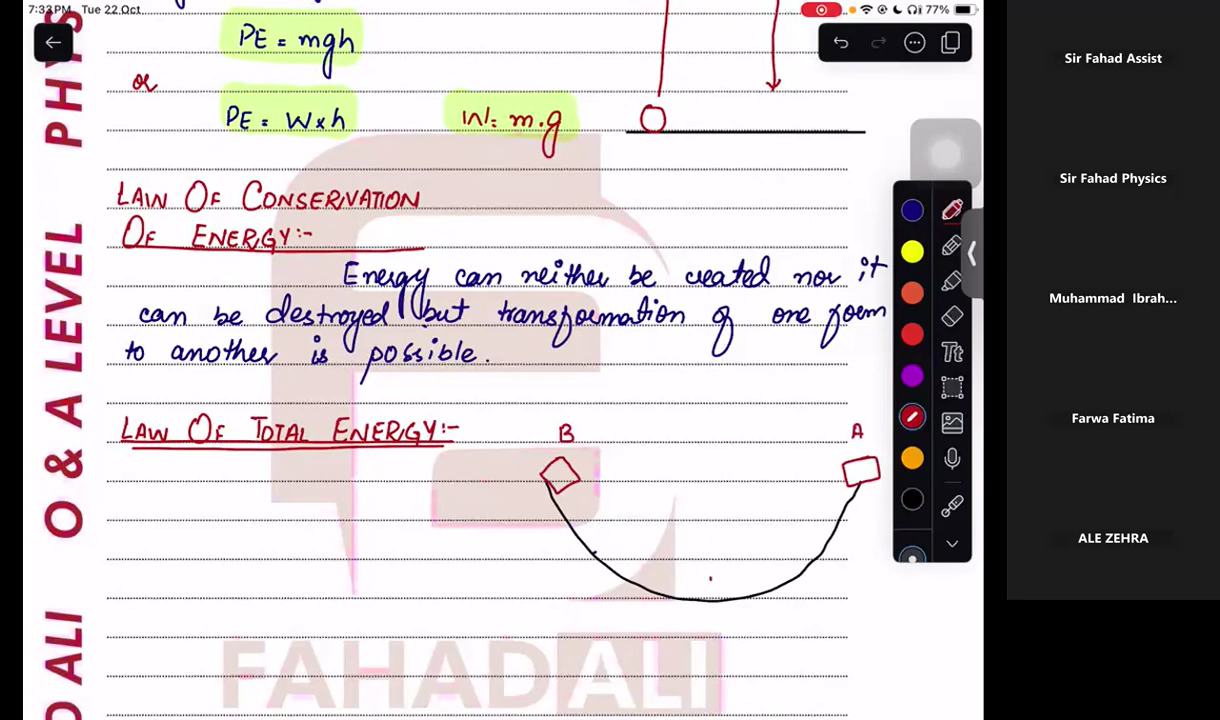 7:33 PM Tue 22 Oct
77%
PE = mgh
or
PE = W×h
W = m.g
LAW OF CONSERVATION
OF ENERGY:-
Energy can neither be created nor it
can be destroyed but transformation of one form
to another is possible.
LAW OF TOTAL ENERGY:-
B
A
O & A LEVEL PHYS
D ALI
FAHAD ALI
Tt
Sir Fahad Assist
Sir Fahad Physics
Muhammad Ibrah...
Farwa Fatima
ALE ZEHRA